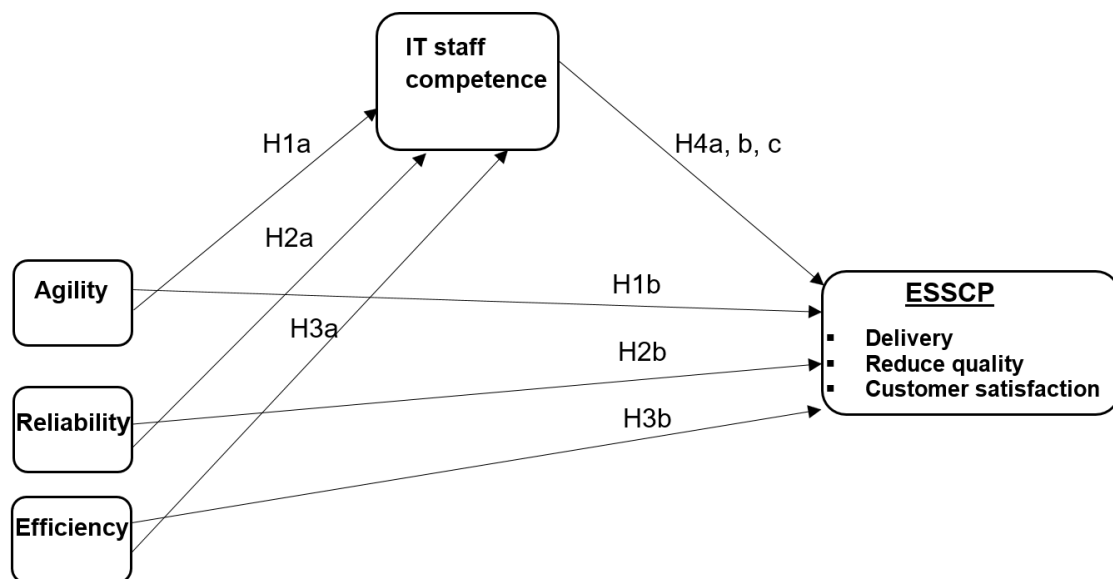 IT staff
competence
H1a
H4a, b, c
H2a
Agility
H1b
ESSCP
H3a
▪ Delivery
▪ Reduce quality
▪ Customer satisfaction
H2b
Reliability
H3b
Efficiency